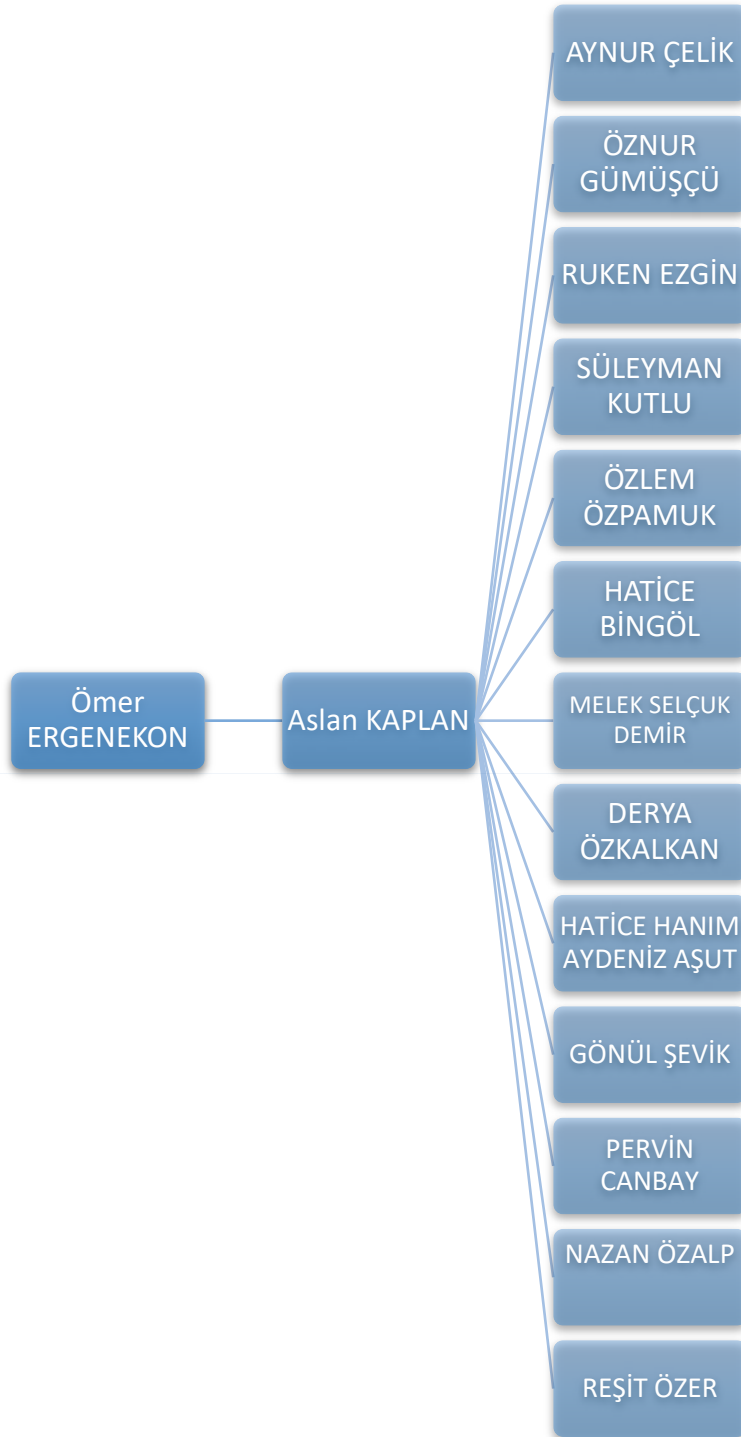 Ömer
ERGENEKON
Aslan KAPLAN
AYNUR ÇELİK
ÖZNUR
GÜMÜŞÇÜ
RUKEN EZGİN
SÜLEYMAN
KUTLU
ÖZLEM
ÖZPAMUK
HATİCE
BİNGÖL
MELEK SELÇUK
DEMİR
DERYA
ÖZKALKAN
HATİCE HANIM
AYDENİZ AŞUT
GÖNÜL ŞEVİK
PERVİN
CANBAY
NAZAN ÖZALP
REŞİT ÖZER